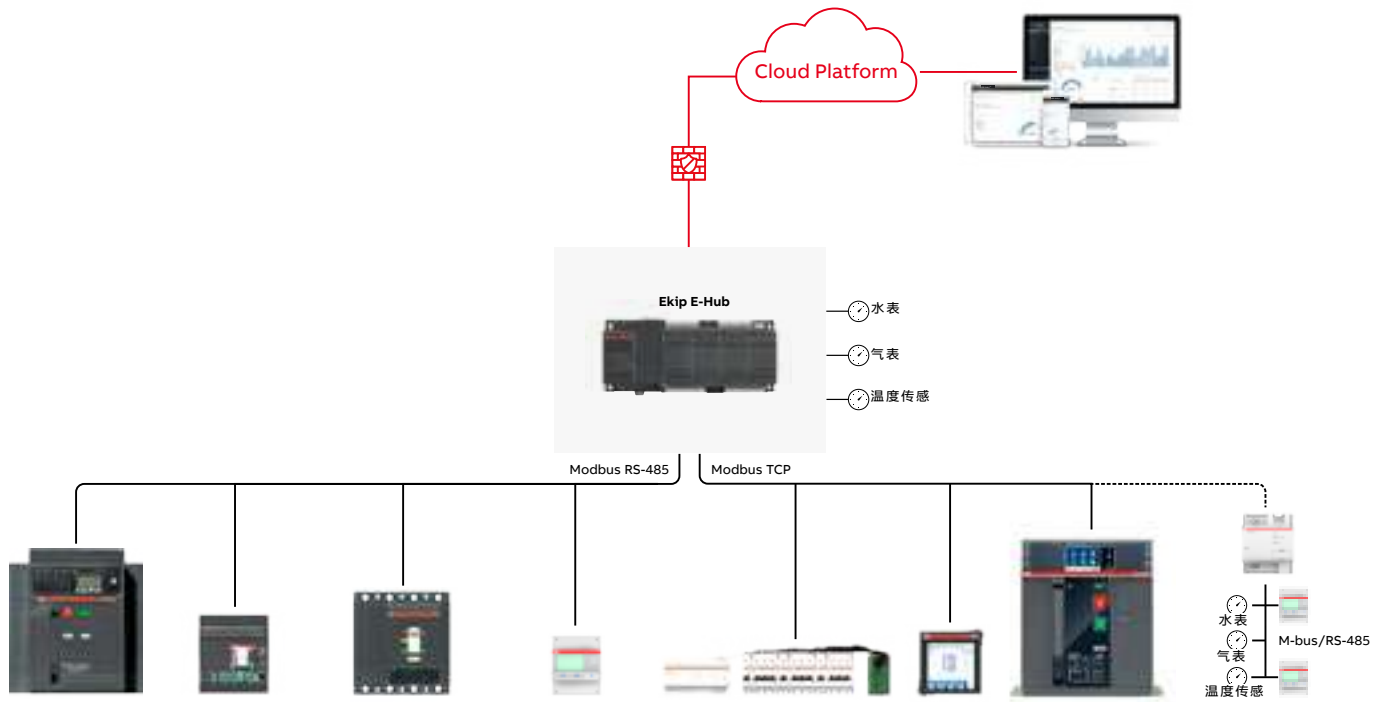 Cloud Platform
Ekip E-Hub
水表
气表
温度传感
Modbus RS-485
Modbus TCP
水表
M-bus/RS-485
气表
温度传感